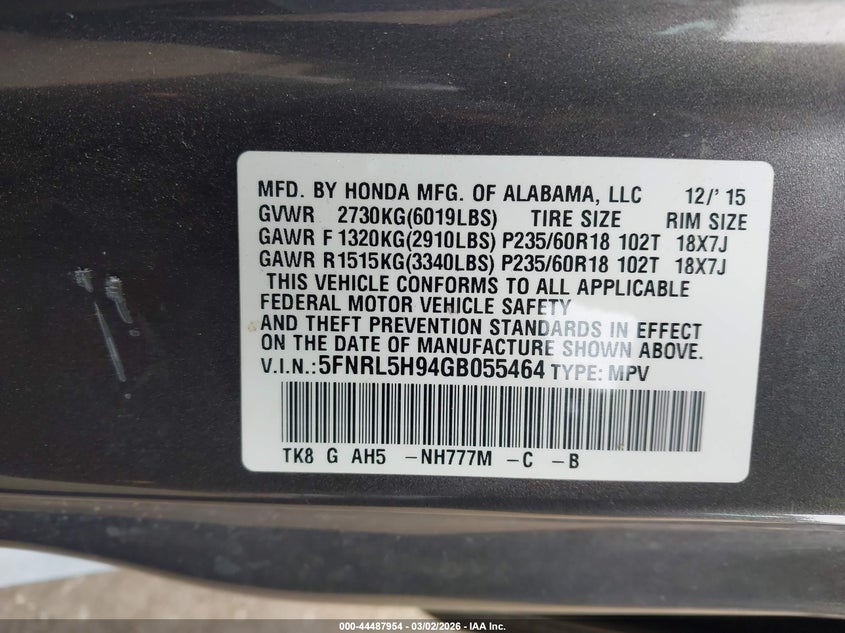 MFD. BY HONDA MFG. OF ALABAMA, LLC 12/' 15
GVWR 2730KG(6019LBS) TIRE SIZE RIM SIZE
GAWR F 1320KG(2910LBS) P235/60R18 102T 18X7J
GAWR R1515KG(3340LBS) P235/60R18 102T 18X7J
THIS VEHICLE CONFORMS TO ALL APPLICABLE
FEDERAL MOTOR VEHICLE SAFETY
AND THEFT PREVENTION STANDARDS IN EFFECT
ON THE DATE OF MANUFACTURE SHOWN ABOVE.
V.I.N.:5FNRL5H94GB055464 TYPE: MPV
TK8 G AH5 -NH777M -C -B
000-44487954 - 03/02/2026 - IAA Inc.